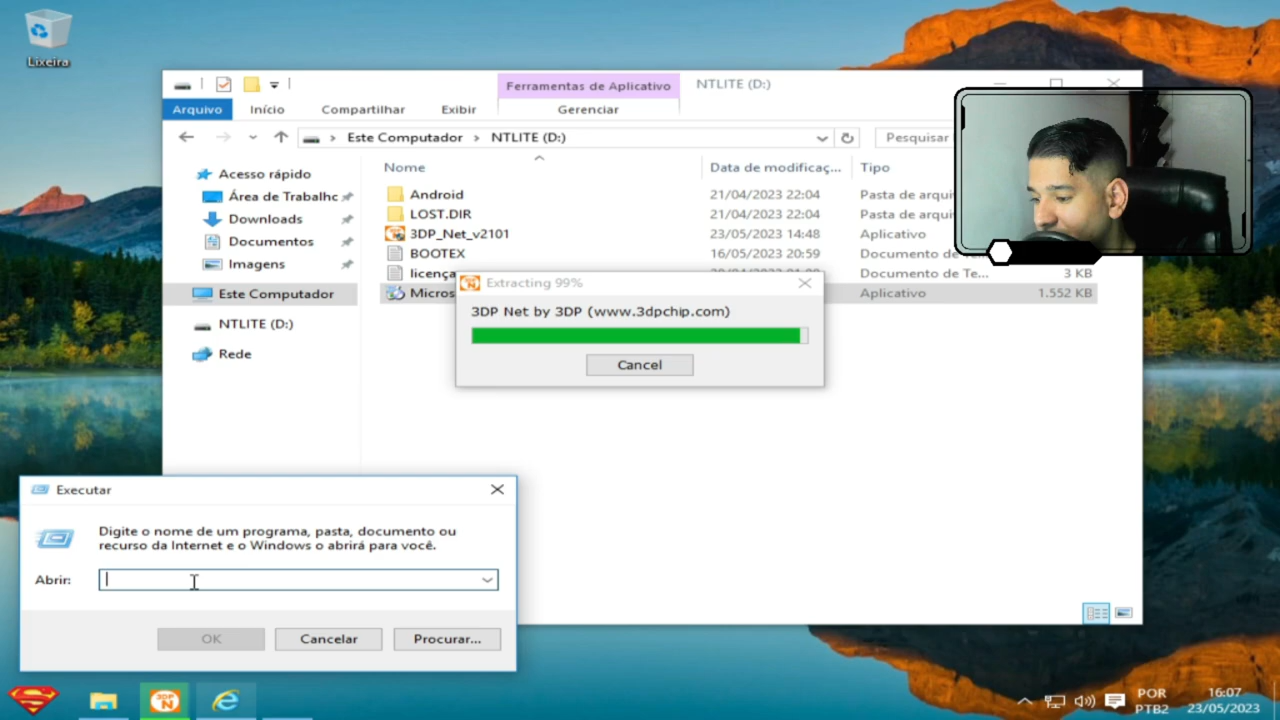 Lixeira
Ferramentas de Aplicativo
NTLITE (D:)
Arquivo
Início
Compartilhar
Exibir
Gerenciar
Este Computador
NTLITE (D:)
Pesquisar
Nome
Data de modificaç...
Tipo
Acesso rápido
Área de Trabalho
Downloads
Documentos
Imagens
Este Computador
NTLITE (D:)
Rede
Android 21/04/2023 22:04 Pasta de arqui
LOST.DIR 21/04/2023 22:04 Pasta de arqui
3DP_Net_v2101 23/05/2023 14:48 Aplicativo
BOOTEX 16/05/2023 20:59 Documento de
licença Documento de Te... 3 KB
Micros Aplicativo 1.552 KB
Extracting 99%
3DP Net by 3DP (www.3dpchip.com)
Cancel
Executar
Digite o nome de um programa, pasta, documento ou
recurso da Internet e o Windows o abrirá para você.
Abrir:
OK
Cancelar
Procurar...
3DP
N
POR
PTB2
16:07
23/05/2023